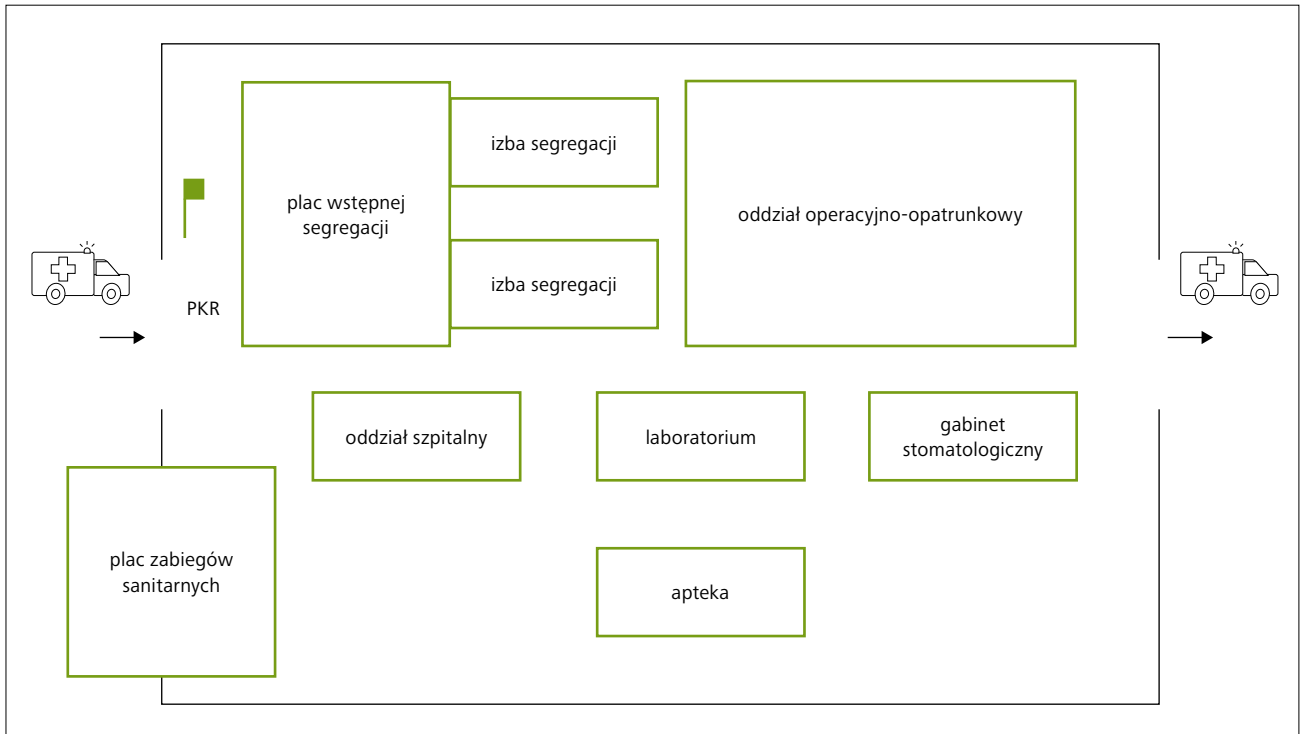 plac wstępnej
segregacji
izba segregacji
izba segregacji
oddział operacyjno-opatrunkowy
PKR
oddział szpitalny
laboratorium
gabinet
stomatologiczny
plac zabiegów
sanitarnych
apteka